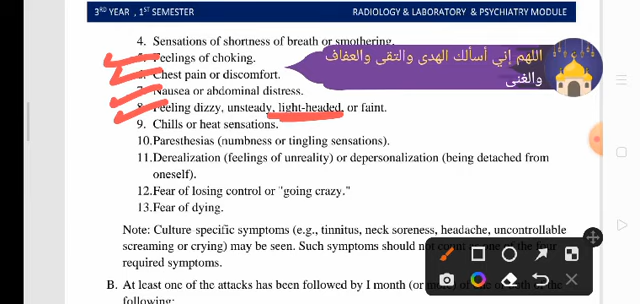 3RD YEAR , 1ST SEMESTER RADIOLOGY & LABORATORY & PSYCHIATRY MODULE
4. Sensations of shortness of breath or smothering.
Feelings of choking.
Chest pain or discomfort.
اللهم إني أسألك الهدى والتقى والعفاف
والغنى
7. Nausea or abdominal distress.
8. Feeling dizzy, unsteady, light-headed, or faint.
9. Chills or heat sensations.
10. Paresthesias (numbness or tingling sensations).
11. Derealization (feelings of unreality) or depersonalization (being detached from
oneself).
12. Fear of losing control or "going crazy."
13. Fear of dying.
Note: Culture specific symptoms (e.g., tinnitus, neck soreness, headache, uncontrollable
screaming or crying) may be seen. Such symptoms should not
required symptoms.
B. At least one of the attacks has been followed by 1 month (or
following: